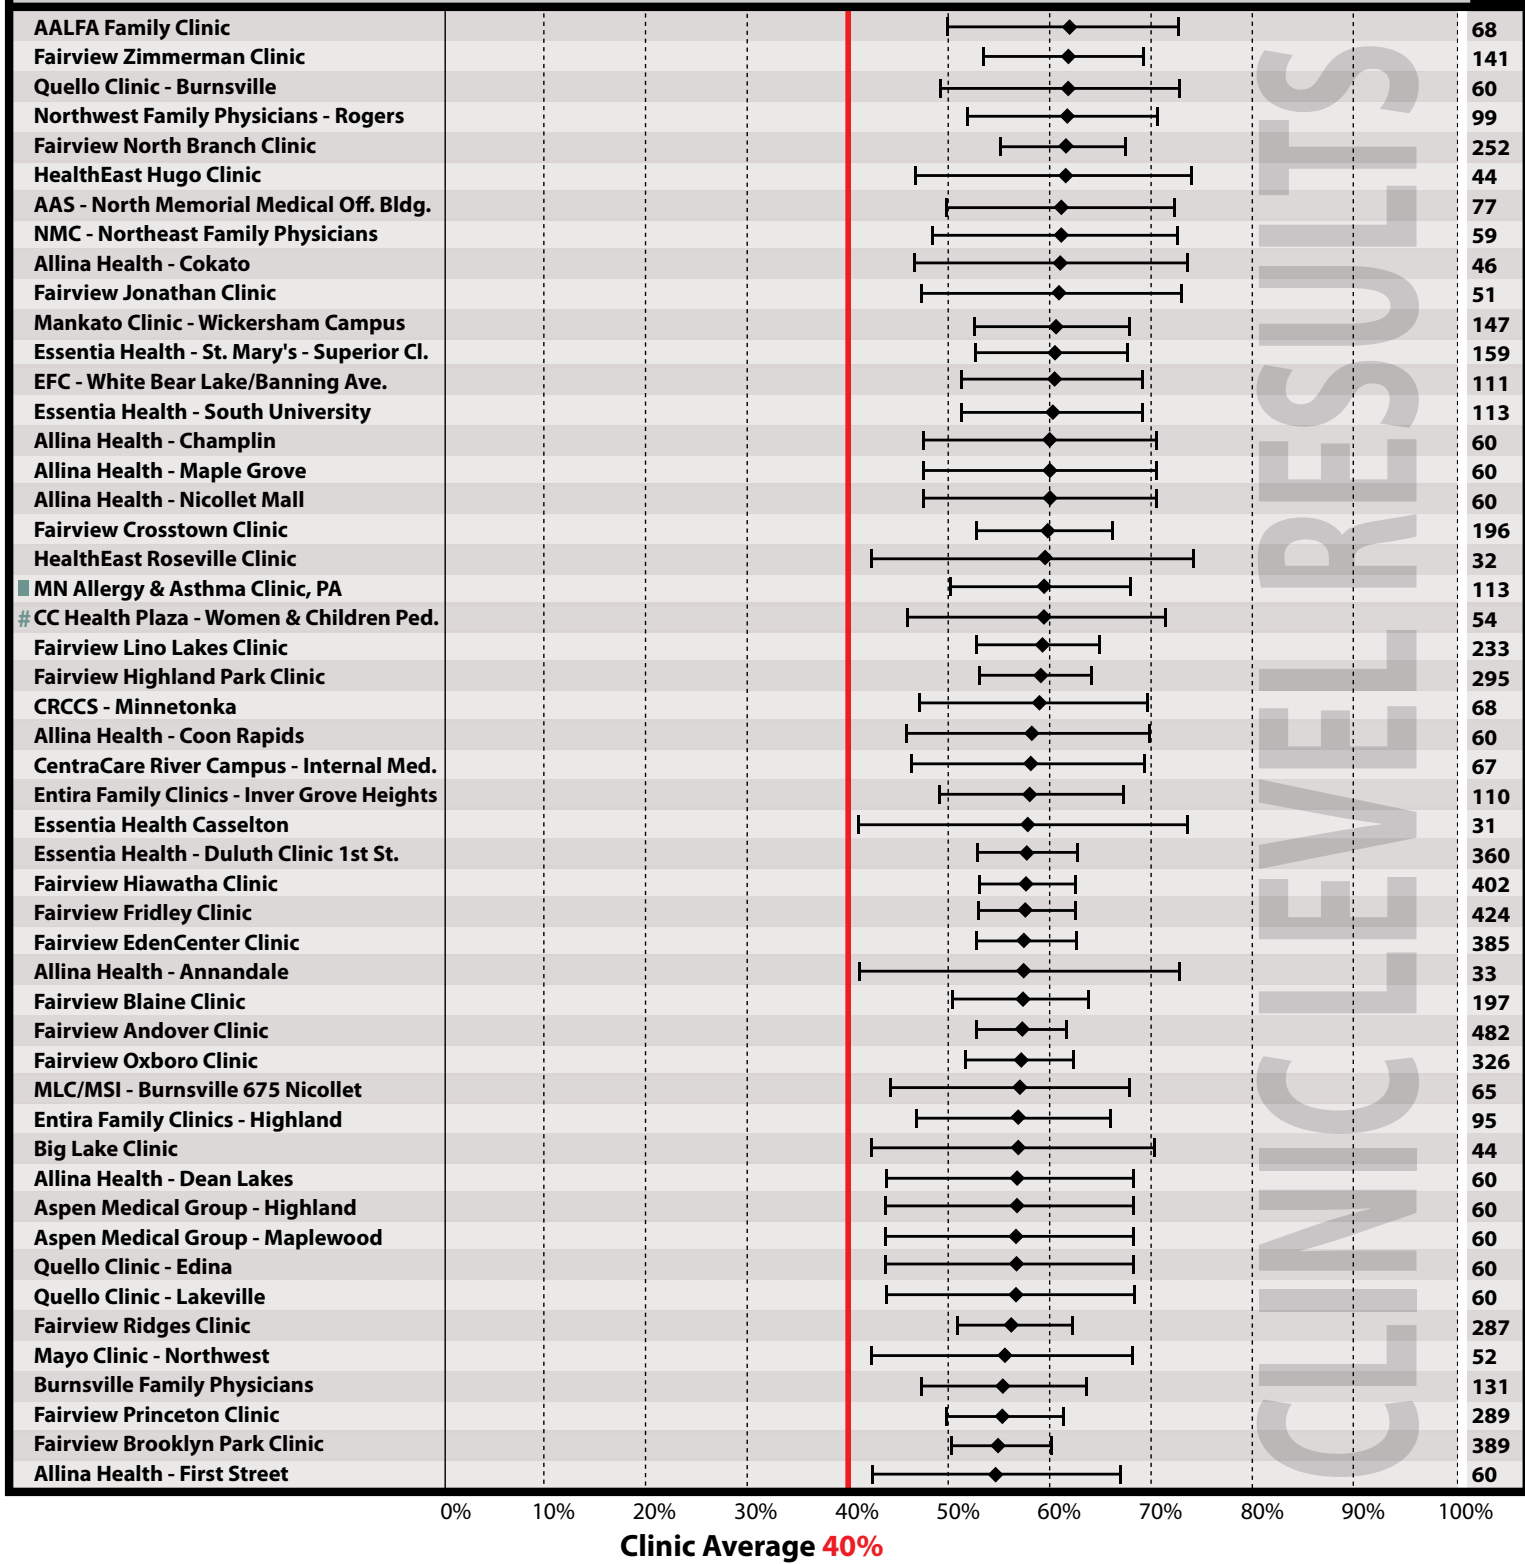 AALFA Family Clinic 68
Fairview Zimmerman Clinic 141
Quello Clinic - Burnsville 60
Northwest Family Physicians - Rogers 99
Fairview North Branch Clinic 252
HealthEast Hugo Clinic 44
AAS - North Memorial Medical Off. Bldg. 77
NMC - Northeast Family Physicians 59
Allina Health - Cokato 46
Fairview Jonathan Clinic 51
Mankato Clinic - Wickersham Campus 147
Essentia Health - St. Mary's - Superior Cl. 159
EFC - White Bear Lake/Banning Ave. 111
Essentia Health - South University 113
Allina Health - Champlin 60
Allina Health - Maple Grove 60
Allina Health - Nicollet Mall 60
Fairview Crosstown Clinic 196
HealthEast Roseville Clinic 32
MN Allergy & Asthma Clinic, PA 113
# CC Health Plaza - Women & Children Ped. 54
Fairview Lino Lakes Clinic 233
Fairview Highland Park Clinic 295
CRCCS - Minnetonka 68
Allina Health - Coon Rapids 60
CentraCare River Campus - Internal Med. 67
Entira Family Clinics - Inver Grove Heights 110
Essentia Health Casselton 31
Essentia Health - Duluth Clinic 1st St. 360
Fairview Hiawatha Clinic 402
Fairview Fridley Clinic 424
Fairview EdenCenter Clinic 385
Allina Health - Annandale 33
Fairview Blaine Clinic 197
Fairview Andover Clinic 482
Fairview Oxboro Clinic 326
MLC/MSI - Burnsville 675 Nicollet 65
Entira Family Clinics - Highland 95
Big Lake Clinic 44
Allina Health - Dean Lakes 60
Aspen Medical Group - Highland 60
Aspen Medical Group - Maplewood 60
Quello Clinic - Edina 60
Quello Clinic - Lakeville 60
Fairview Ridges Clinic 287
Mayo Clinic - Northwest 52
Burnsville Family Physicians 131
Fairview Princeton Clinic 289
Fairview Brooklyn Park Clinic 389
Allina Health - First Street 60
CLINIC LEVEL RESULTS
0% 10% 20% 30% 40% 50% 60% 70% 80% 90% 100%
Clinic Average 40%